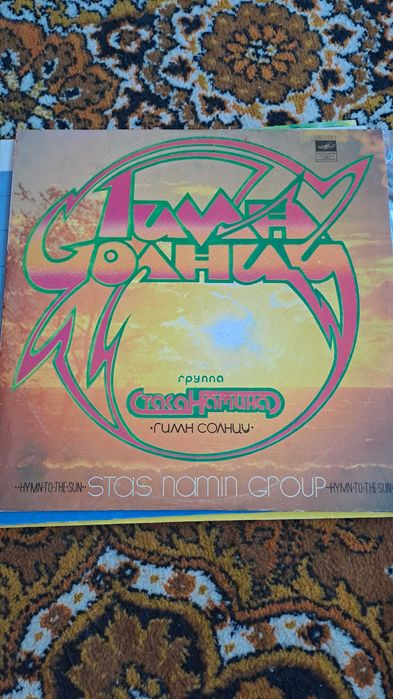 Гимн
Солнцу
группа
Стаса Намина
·ГИМН СОЛНЦУ·
··HYMN·TO·THE·SUN·· Stas Namin Group ··HYMN·TO·THE·SUN··